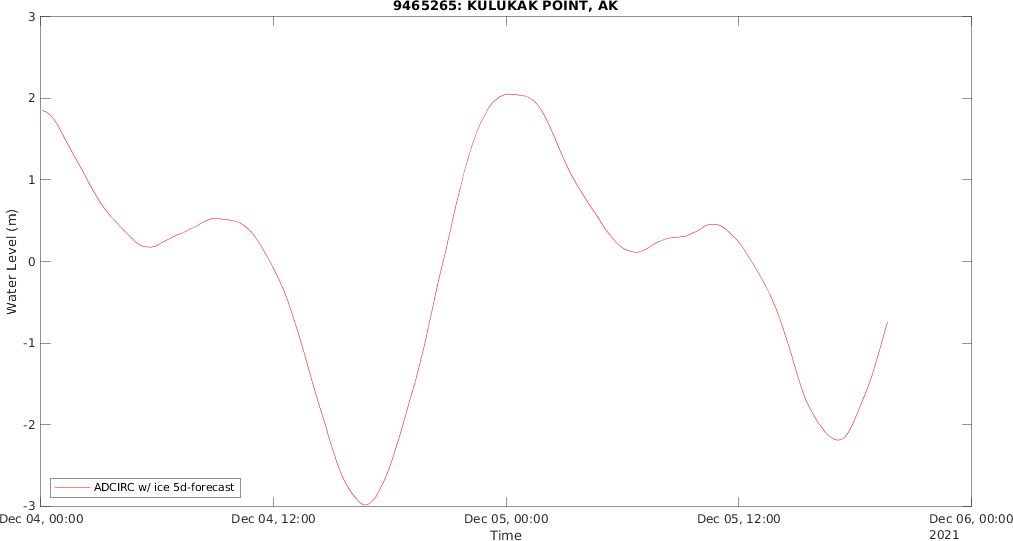 9465265: KULUKAK POINT, AK
3
2
1
0
-1
-2
-3
Water Level (m)
ADCIRC w/ ice 5d-forecast
Dec 04, 00:00 Dec 04, 12:00 Dec 05, 00:00 Dec 05, 12:00 Dec 06, 00:00
Time
2021